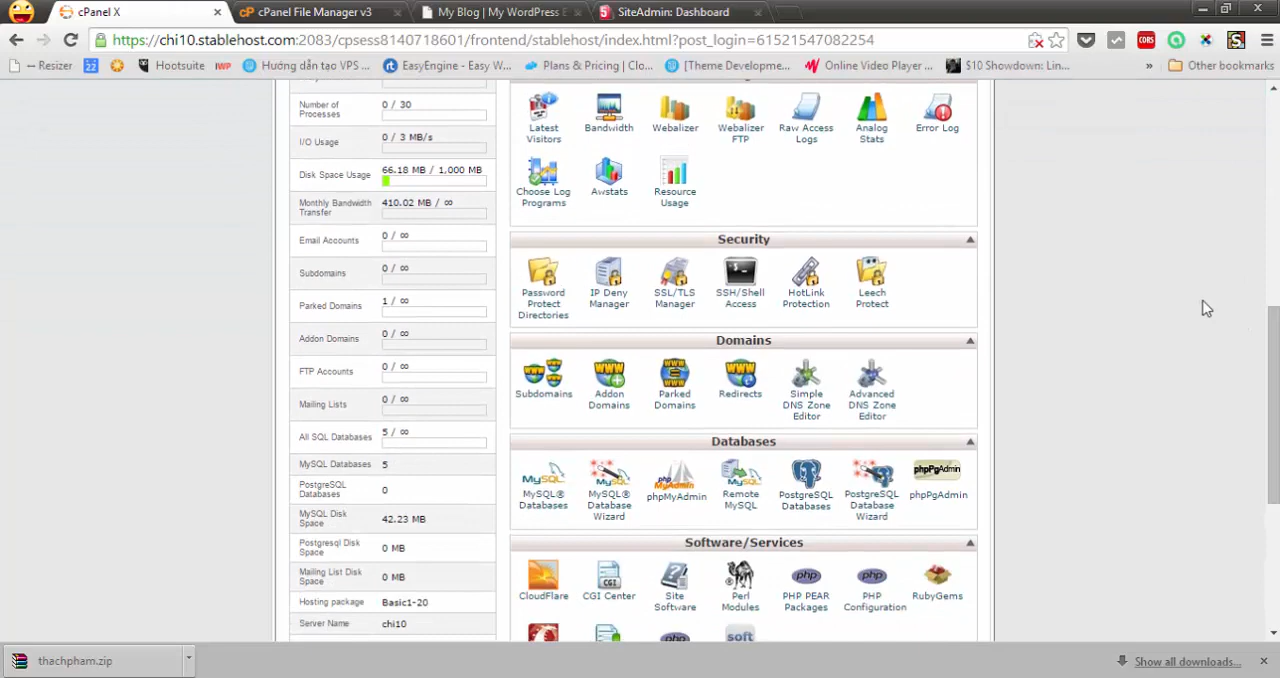 cPanel X
cPanel File Manager v3
My Blog | My WordPress E
SiteAdmin: Dashboard
https://chi10.stablehost.com:2083/cpsess8140718601/frontend/stablehost/index.html?post_login=61521547082254
CORS
-- Resizer
22
Hootsuite
IWP
Hướng dẫn tạo VPS ...
EasyEngine - Easy W...
Plans & Pricing | Clo...
[Theme Developme...
Online Video Player ...
$10 Showdown: Lin...
»
Other bookmarks
Number of
Processes
0 / 30
I/O Usage
0 / 3 MB/s
Disk Space Usage
66.18 MB / 1,000 MB
Monthly Bandwidth
Transfer
410.02 MB / ∞
Email Accounts
0 / ∞
Subdomains
0 / ∞
Parked Domains
1 / ∞
Addon Domains
0 / ∞
FTP Accounts
0 / ∞
Mailing Lists
0 / ∞
All SQL Databases
5 / ∞
MySQL Databases
5
PostgreSQL
Databases
0
MySQL Disk
Space
42.23 MB
Postgresql Disk
Space
0 MB
Mailing List Disk
Space
0 MB
Hosting package
Basic1-20
Server Name
chi10
Latest
Visitors
Bandwidth
Webalizer
Webalizer
FTP
Raw Access
Logs
Analog
Stats
Error Log
Choose Log
Programs
Awstats
Resource
Usage
Security
Password
Protect
Directories
IP Deny
Manager
SSL/TLS
Manager
SSH/Shell
Access
HotLink
Protection
Leech
Protect
Domains
Subdomains
Addon
Domains
Parked
Domains
Redirects
Simple
DNS Zone
Editor
Advanced
DNS Zone
Editor
Databases
MySQL®
Databases
MySQL®
Database
Wizard
phpMyAdmin
Remote
MySQL
PostgreSQL
Databases
PostgreSQL
Database
Wizard
phpPgAdmin
phpPgAdmin
Software/Services
CloudFlare
CGI Center
Site
Software
Perl
Modules
PHP PEAR
Packages
PHP
Configuration
RubyGems
soft
thachpham.zip
Show all downloads...